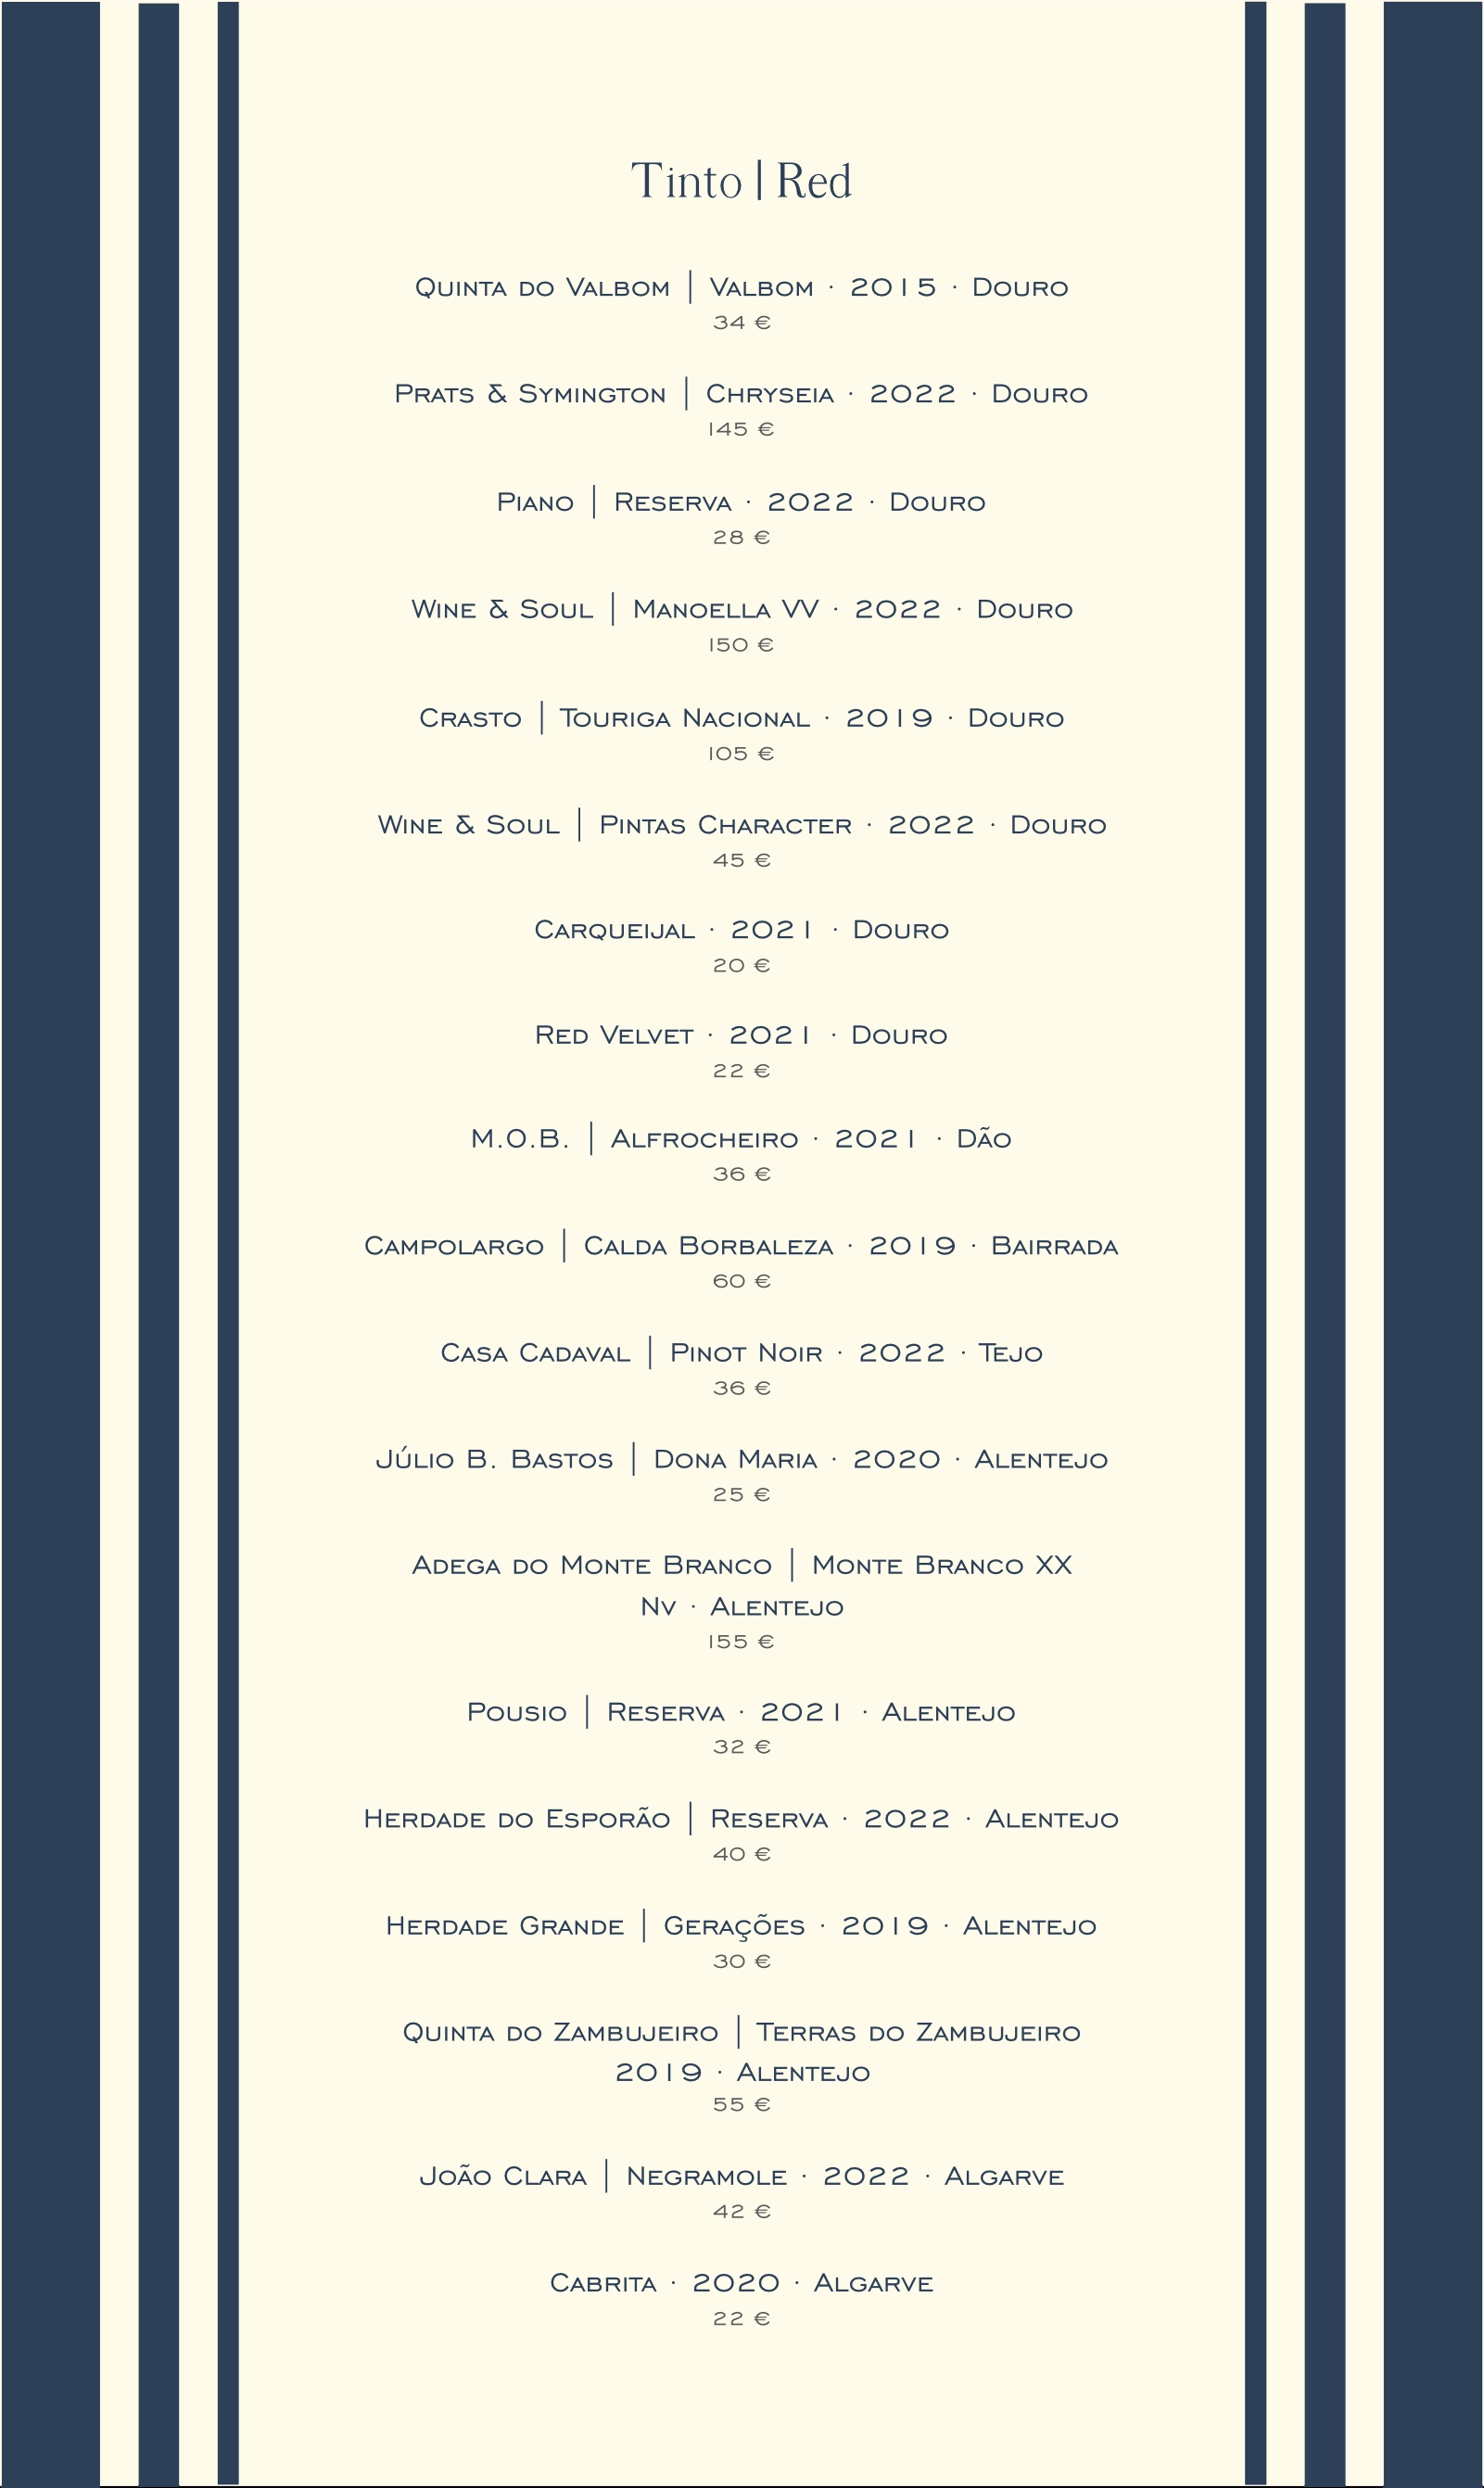 Tinto | Red
Quinta do Valbom | Valbom · 2015 · Douro
34 €
Prats & Symington | Chryseia · 2022 · Douro
145 €
Piano | Reserva · 2022 · Douro
28 €
Wine & Soul | Manoella VV · 2022 · Douro
150 €
Crasto | Touriga Nacional · 2019 · Douro
105 €
Wine & Soul | Pintas Character · 2022 · Douro
45 €
Carqueijal · 2021 · Douro
20 €
Red Velvet · 2021 · Douro
22 €
M.O.B. | Alfrocheiro · 2021 · Dão
36 €
Campolargo | Calda Borbaleza · 2019 · Bairrada
60 €
Casa Cadaval | Pinot Noir · 2022 · Tejo
36 €
Júlio B. Bastos | Dona Maria · 2020 · Alentejo
25 €
Adega do Monte Branco | Monte Branco XX
Nv · Alentejo
155 €
Pousio | Reserva · 2021 · Alentejo
32 €
Herdade do Esporão | Reserva · 2022 · Alentejo
40 €
Herdade Grande | Gerações · 2019 · Alentejo
30 €
Quinta do Zambujeiro | Terras do Zambujeiro
2019 · Alentejo
55 €
João Clara | Negramole · 2022 · Algarve
42 €
Cabrita · 2020 · Algarve
22 €